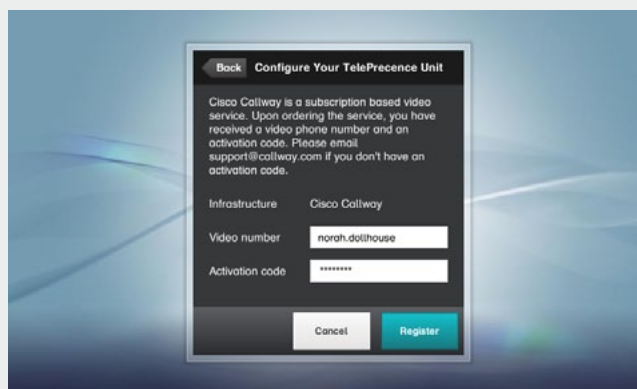 Back Configure Your TelePrecence Unit
Cisco Callway is a subscription based video
service. Upon ordering the service, you have
received a video phone number and an
activation code. Please email
support@callway.com if you don't have an
activation code.
Infrastructure Cisco Callway
Video number norah.dollhouse
Activation code ********
Cancel Register